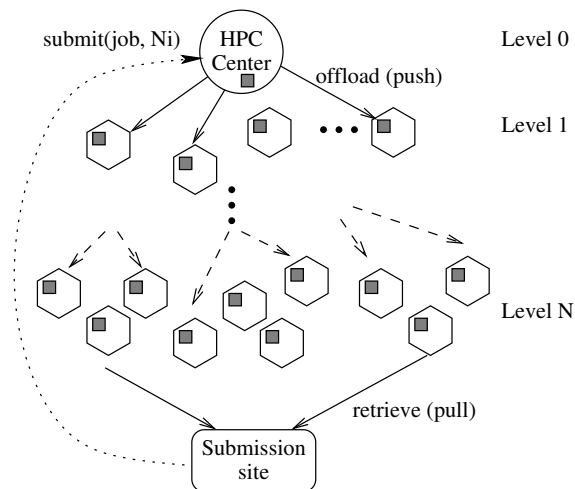 submit(job, Ni)
HPC
Center
Level 0
offload (push)
Level 1
Level N
retrieve (pull)
Submission
site